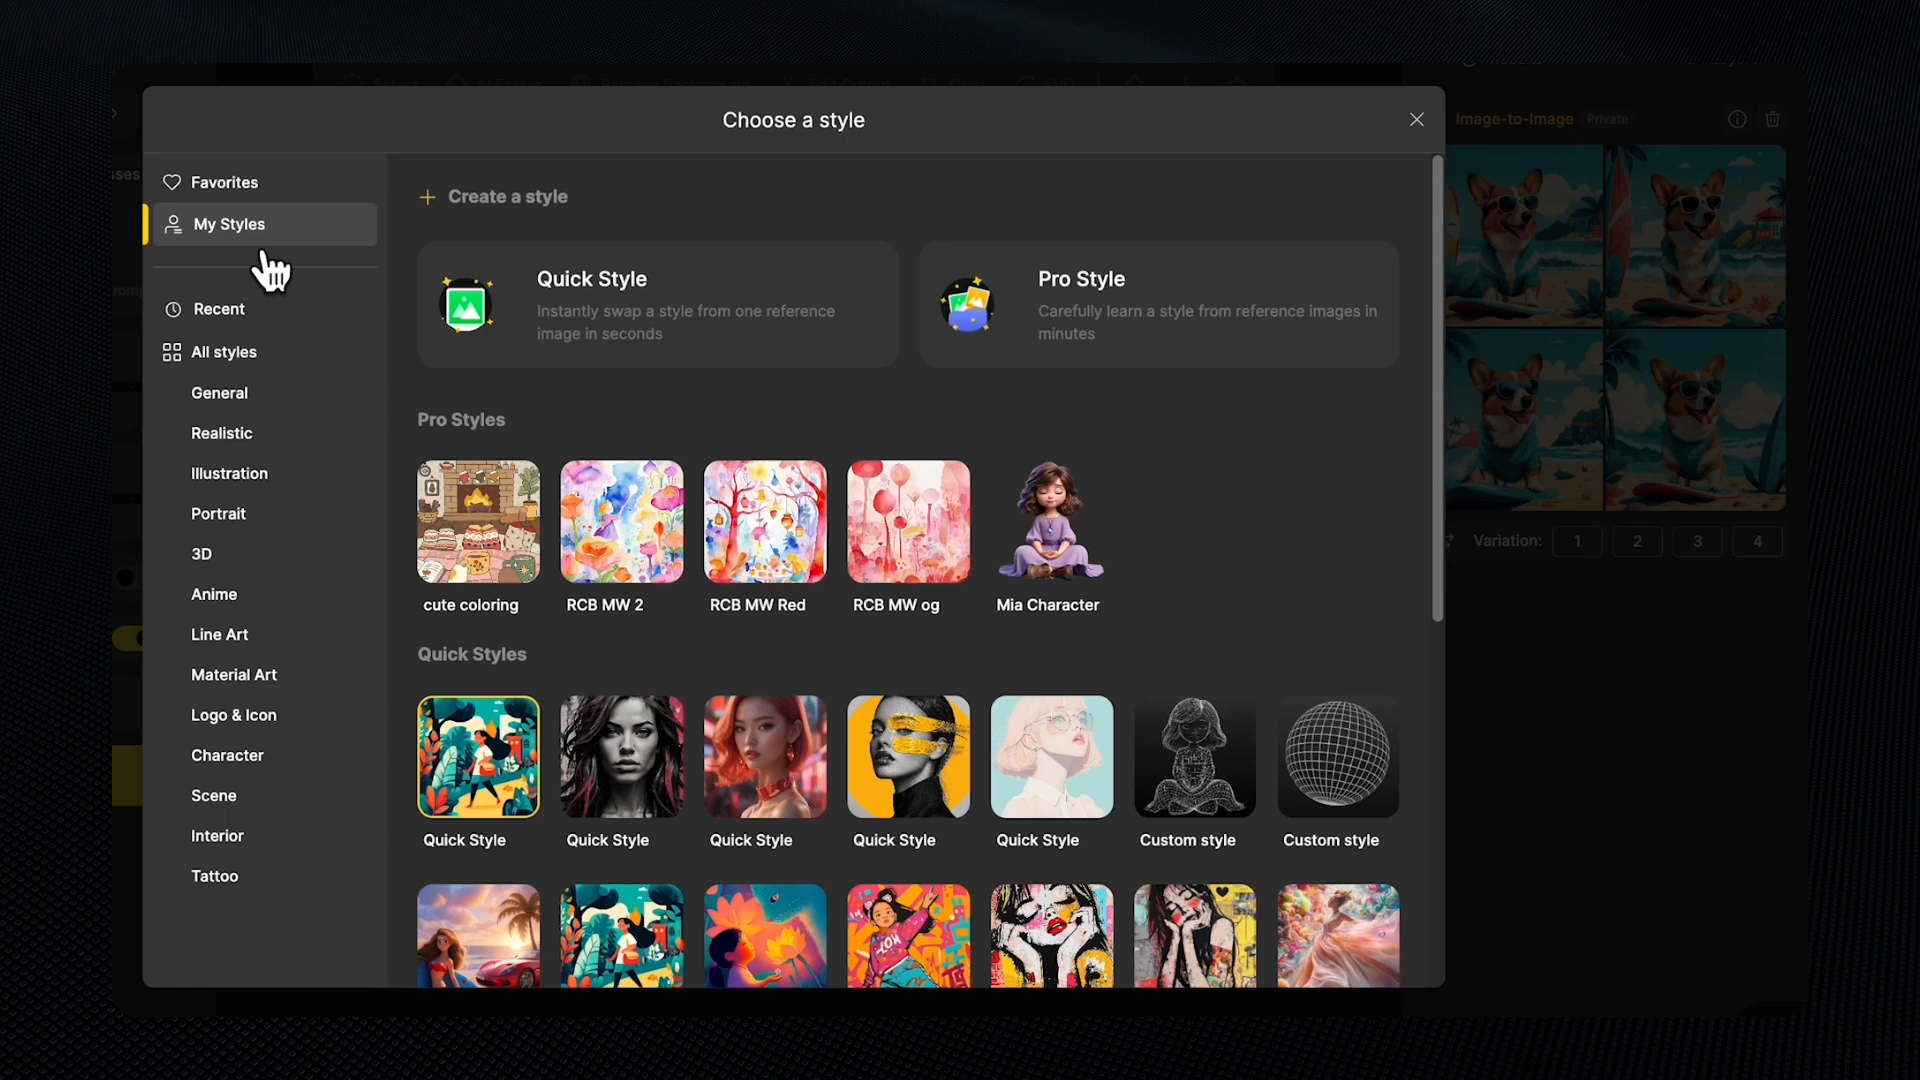 Choose a style
Image-to-Image Private
Favorites
My Styles
Recent
All styles
General
Realistic
Illustration
Portrait
3D
Anime
Line Art
Material Art
Logo & Icon
Character
Scene
Interior
Tattoo
Create a style
Quick Style
Instantly swap a style from one reference
image in seconds
Pro Style
Carefully learn a style from reference images in
minutes
Pro Styles
cute coloring
RCB MW 2
RCB MW Red
RCB MW og
Mia Character
Quick Styles
Quick Style
Quick Style
Quick Style
Quick Style
Quick Style
Custom style
Custom style
Variation: 1 2 3 4